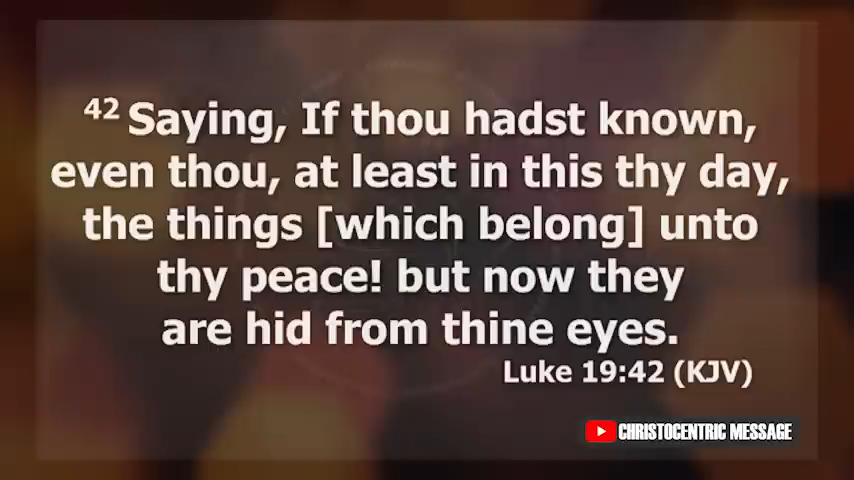 42 Saying, If thou hadst known,
even thou, at least in this thy day,
the things [which belong] unto
thy peace! but now they
are hid from thine eyes.
Luke 19:42 (KJV)
CHRISTOCENTRIC MESSAGE